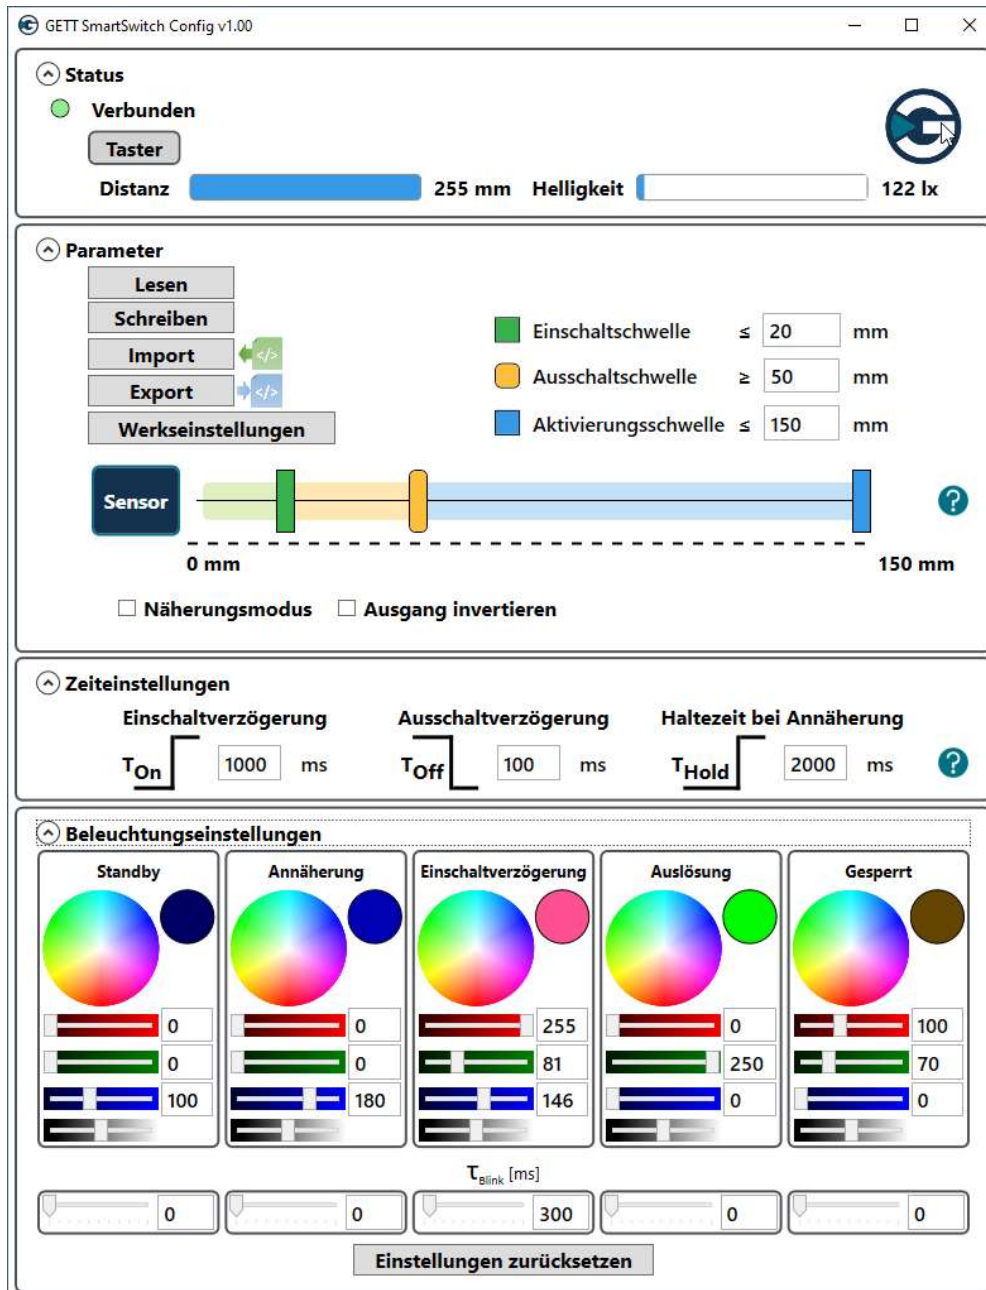 GETT SmartSwitch Config v1.00
Status
Verbunden
Taster
Distanz 255 mm Helligkeit 122 lx
Parameter
Lesen
Schreiben
Import </>
Export </>
Werkseinstellungen
Einschaltschwelle ≤ 20 mm
Ausschaltschwelle ≥ 50 mm
Aktivierungsschwelle ≤ 150 mm
Sensor ?
0 mm 150 mm
Näherungsmodus Ausgang invertieren
Zeiteinstellungen
Einschaltverzögerung Ausschaltverzögerung Haltezeit bei Annäherung
TOn 1000 ms TOff 100 ms THold 2000 ms ?
Beleuchtungseinstellungen
Standby Annäherung Einschaltverzögerung Auslösung Gesperrt
0 0 255 0 100
0 0 81 250 70
100 180 146 0 0
τBlink [ms]
0 0 300 0 0
Einstellungen zurücksetzen